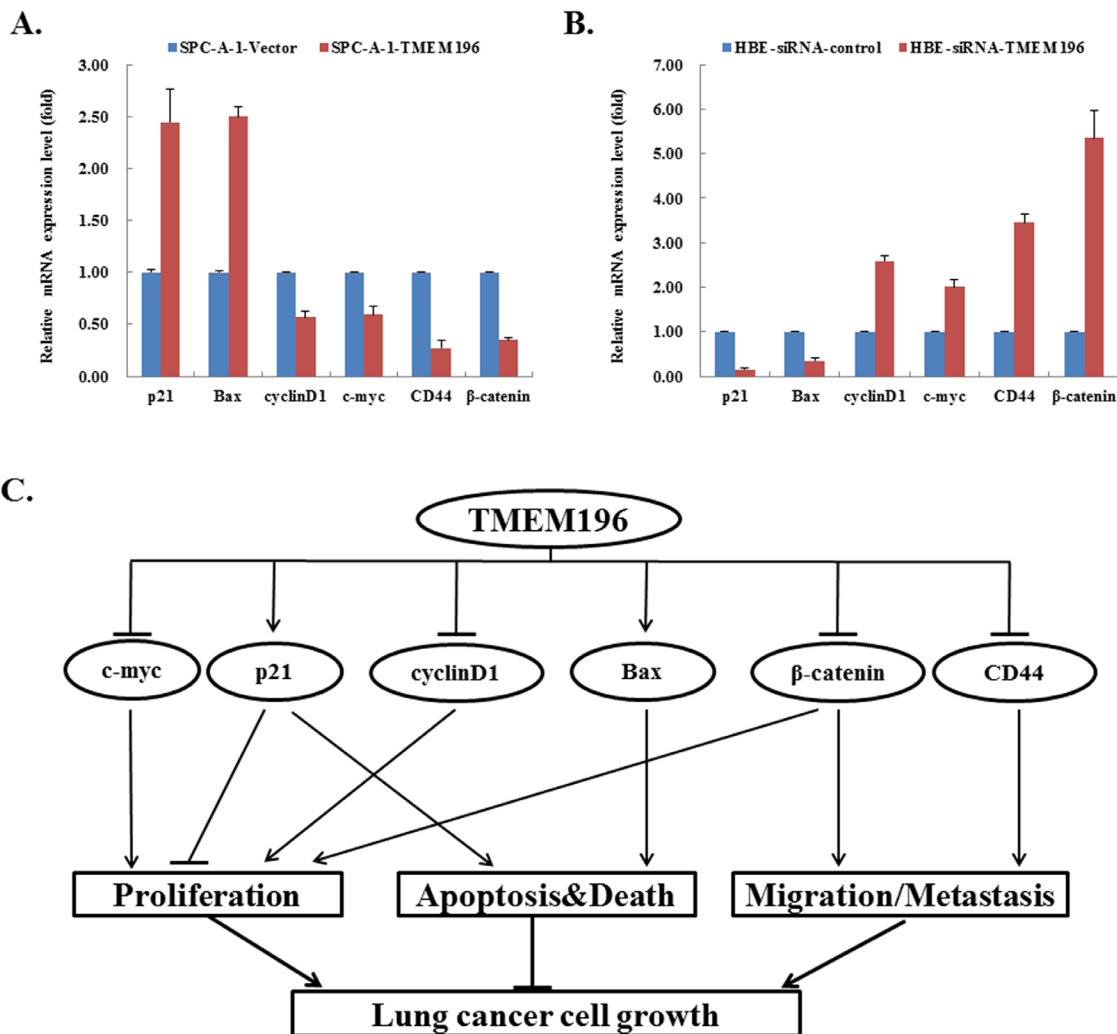 A.
SPC-A-1-Vector SPC-A-1-TMEM196
Relative mRNA expression level (fold)
3.00
2.50
2.00
1.50
1.00
0.50
0.00
p21 Bax cyclinD1 c-myc CD44 β-catenin
B.
HBE-siRNA-control HBE-siRNA-TMEM196
Relative mRNA expression level (fold)
7.00
6.00
5.00
4.00
3.00
2.00
1.00
0.00
p21 Bax cyclinD1 c-myc CD44 β-catenin
C.
TMEM196
c-myc p21 cyclinD1 Bax β-catenin CD44
Proliferation Apoptosis&Death Migration/Metastasis
Lung cancer cell growth